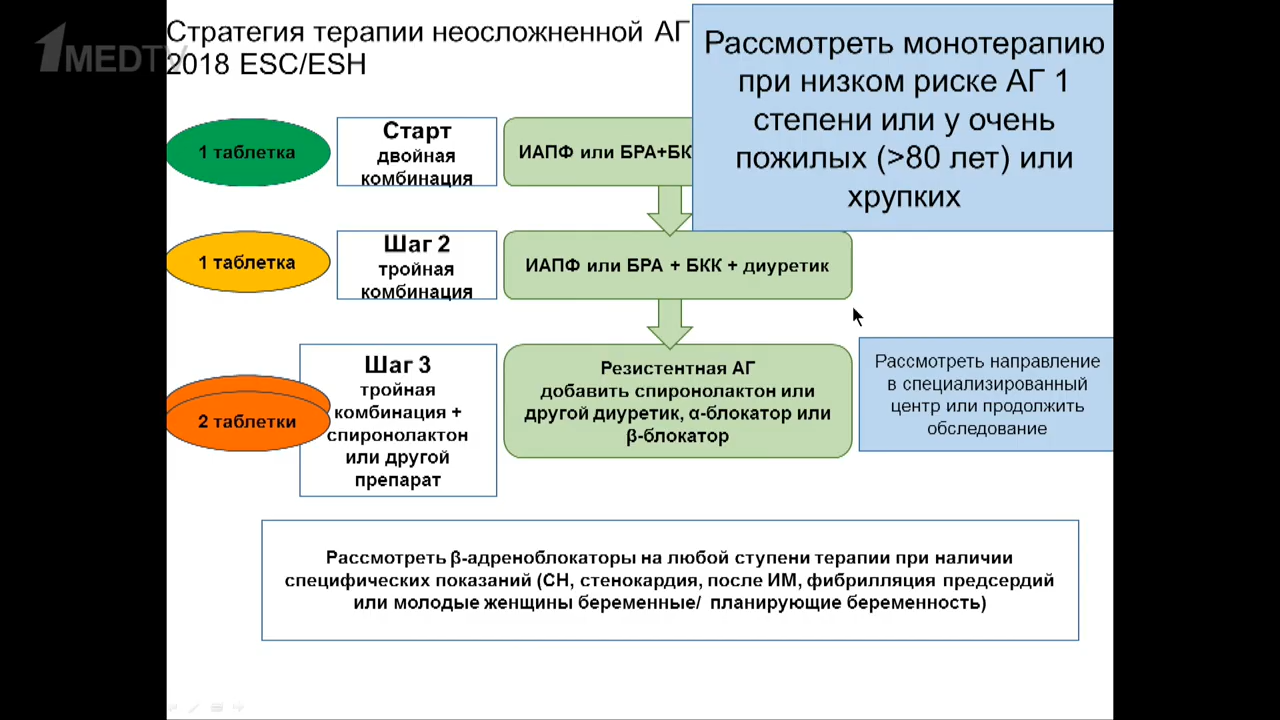 1MEDTV
Стратегия терапии неосложненной АГ
2018 ESC/ESH
Рассмотреть монотерапию
при низком риске АГ 1
степени или у очень
пожилых (>80 лет) или
хрупких
1 таблетка
Старт
двойная
комбинация
ИАПФ или БРА+БК
1 таблетка
Шаг 2
тройная
комбинация
ИАПФ или БРА + БКК + диуретик
2 таблетки
Шаг 3
тройная
комбинация +
спиронолактон
или другой
препарат
Резистентная АГ
добавить спиронолактон или
другой диуретик, α-блокатор или
β-блокатор
Рассмотреть направление
в специализированный
центр или продолжить
обследование
Рассмотреть β-адреноблокаторы на любой ступени терапии при наличии
специфических показаний (СН, стенокардия, после ИМ, фибрилляция предсердий
или молодые женщины беременные/ планирующие беременность)